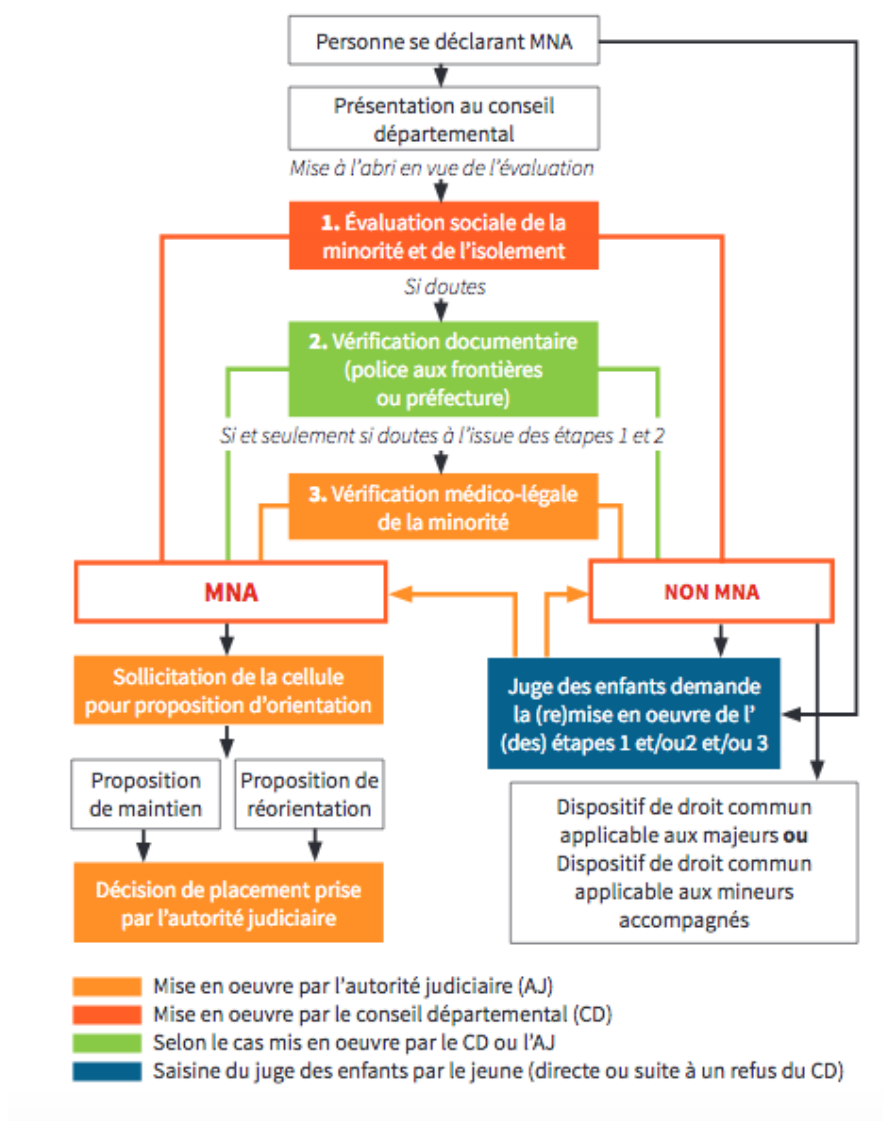 Personne se déclarant MNA
Présentation au conseil
départemental
Mise à l'abri en vue de l'évaluation
1. Évaluation sociale de la
minorité et de l'isolement
Si doutes
2. Vérification documentaire
(police aux frontières
ou préfecture)
Si et seulement si doutes à l'issue des étapes 1 et 2
3. Vérification médico-légale
de la minorité
MNA
NON MNA
Sollicitation de la cellule
pour proposition d'orientation
Juge des enfants demande
la (re)mise en oeuvre de l'
(des) étapes 1 et/ou2 et/ou 3
Proposition
de maintien
Proposition de
réorientation
Dispositif de droit commun
applicable aux majeurs ou
Dispositif de droit commun
applicable aux mineurs
accompagnés
Décision de placement prise
par l'autorité judiciaire
Mise en oeuvre par l'autorité judiciaire (AJ)
Mise en oeuvre par le conseil départemental (CD)
Selon le cas mis en oeuvre par le CD ou l'AJ
Saisine du juge des enfants par le jeune (directe ou suite à un refus du CD)